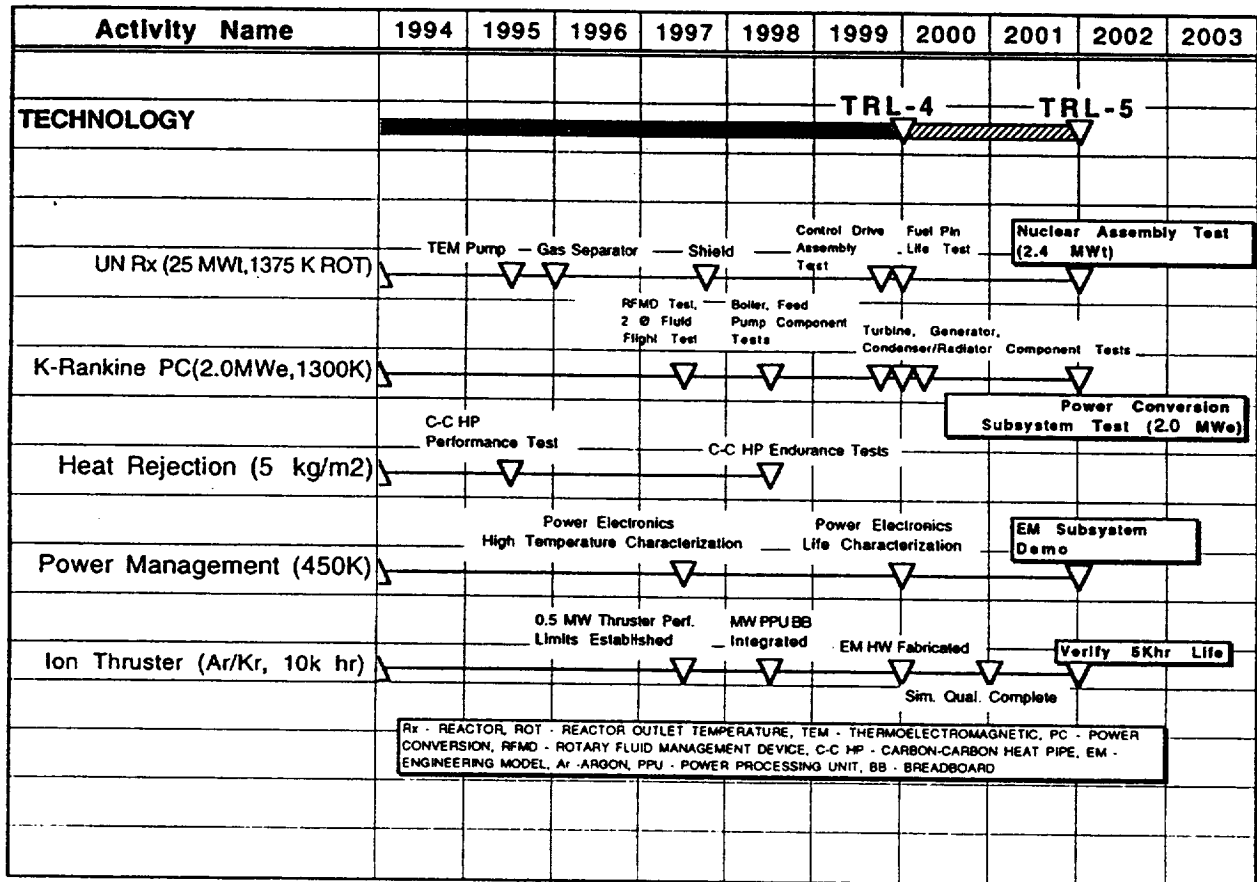 Activity Name 1994 1995 1996 1997 1998 1999 2000 2001 2002 2003
TRL-4 TRL-5
TECHNOLOGY
UN Rx (25 MWt,1375 K ROT)
TEM Pump
Gas Separator
Shield
Control Drive
Assembly
Test
Fuel Pin
Life Test
Nuclear Assembly Test
(2.4 MWt)
K-Rankine PC(2.0MWe,1300K)
RFMD Test,
2 Ø Fluid
Flight Test
Boiler, Feed
Pump Component
Tests
Turbine, Generator,
Condenser/Radiator Component Tests
Power Conversion
Subsystem Test (2.0 MWe)
Heat Rejection (5 kg/m2)
C-C HP
Performance Test
C-C HP Endurance Tests
Power Management (450K)
Power Electronics
High Temperature Characterization
Power Electronics
Life Characterization
EM Subsystem
Demo
Ion Thruster (Ar/Kr, 10k hr)
0.5 MW Thruster Perf.
Limits Established
MW PPU BB
Integrated
EM HW Fabricated
Sim. Qual. Complete
Verify 5Khr Life
Rx - REACTOR, ROT - REACTOR OUTLET TEMPERATURE, TEM - THERMOELECTROMAGNETIC, PC - POWER
CONVERSION, RFMD - ROTARY FLUID MANAGEMENT DEVICE, C-C HP - CARBON-CARBON HEAT PIPE, EM -
ENGINEERING MODEL, Ar -ARGON, PPU - POWER PROCESSING UNIT, BB - BREADBOARD